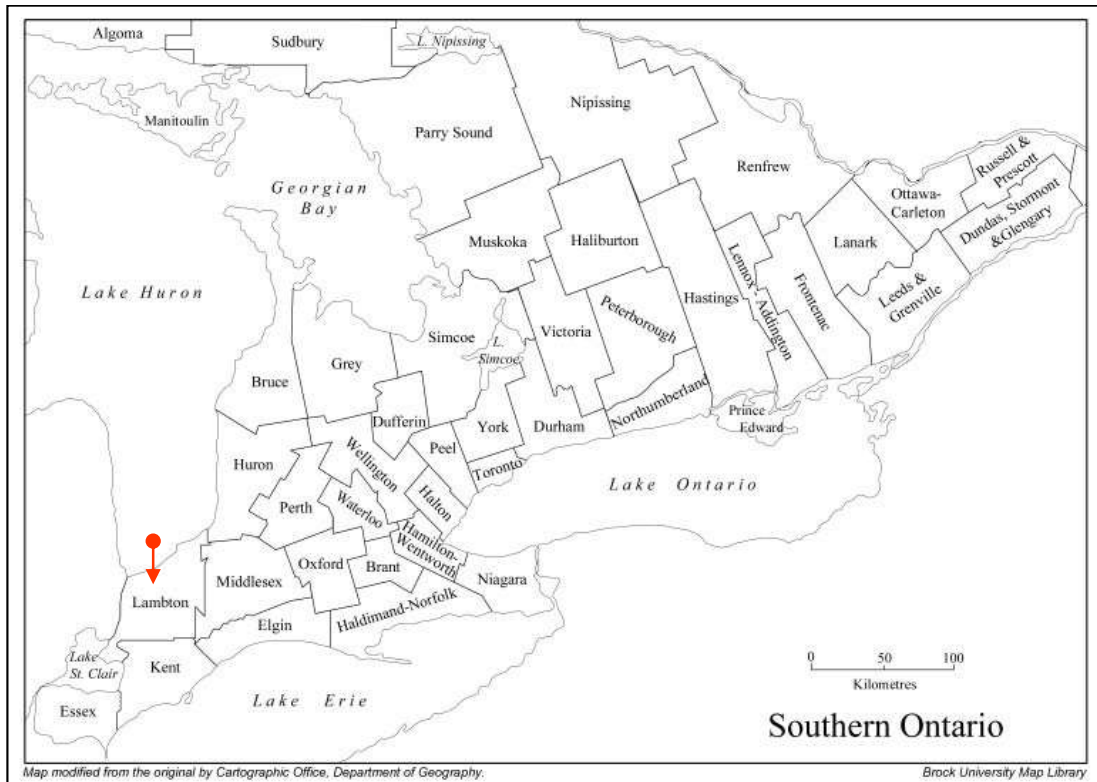 Algoma
Sudbury
L. Nipissing
Nipissing
Manitoulin
Parry Sound
Renfrew
Russell &
Prescott
Ottawa-
Carleton
Dundas, Stormont
&Glengary
Georgian
Bay
Muskoka
Haliburton
Lanark
Lake Huron
Hastings
Lennox - Addington
Frontenac
Leeds &
Grenville
Simcoe
L.
Simcoe
Victoria
Peterborough
Grey
Bruce
Dufferin
York
Durham
Northumberland
Prince
Edward
Peel
Toronto
Huron
Wellington
Halton
Lake Ontario
Perth
Waterloo
Hamilton-
Wentworth
Oxford
Brant
Niagara
Middlesex
Lambton
Haldimand-Norfolk
Elgin
Lake
St. Clair
Kent
Essex
Lake Erie
0 50 100
Kilometres
Southern Ontario
Map modified from the original by Cartographic Office, Department of Geography.
Brock University Map Library